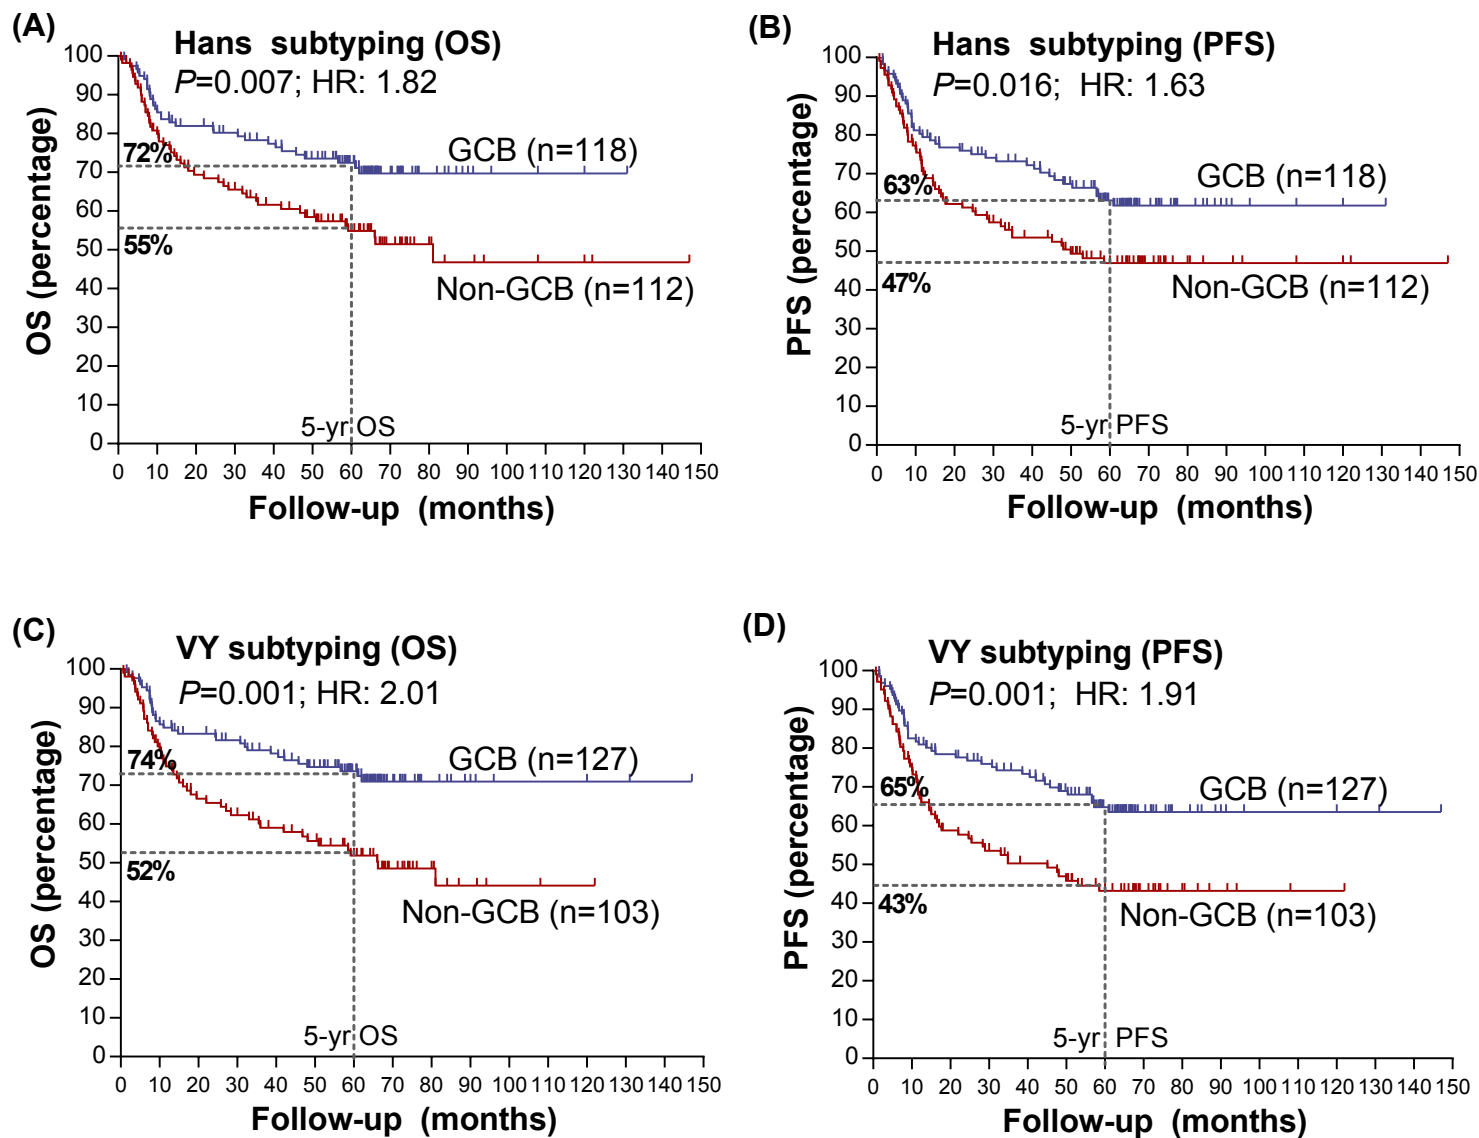 (A)
Hans subtyping (OS)
P=0.007; HR: 1.82
OS (percentage)
100
90
80
70
60
50
40
30
20
10
0
72%
55%
GCB (n=118)
Non-GCB (n=112)
5-yr OS
0 10 20 30 40 50 60 70 80 90 100 110 120 130 140 150
Follow-up (months)
(B)
Hans subtyping (PFS)
P=0.016; HR: 1.63
PFS (percentage)
100
90
80
70
60
50
40
30
20
10
0
63%
47%
GCB (n=118)
Non-GCB (n=112)
5-yr PFS
0 10 20 30 40 50 60 70 80 90 100 110 120 130 140 150
Follow-up (months)
(C)
VY subtyping (OS)
P=0.001; HR: 2.01
OS (percentage)
100
90
80
70
60
50
40
30
20
10
0
74%
52%
GCB (n=127)
Non-GCB (n=103)
5-yr OS
0 10 20 30 40 50 60 70 80 90 100 110 120 130 140 150
Follow-up (months)
(D)
VY subtyping (PFS)
P=0.001; HR: 1.91
PFS (percentage)
100
90
80
70
60
50
40
30
20
10
0
65%
43%
GCB (n=127)
Non-GCB (n=103)
5-yr PFS
0 10 20 30 40 50 60 70 80 90 100 110 120 130 140 150
Follow-up (months)